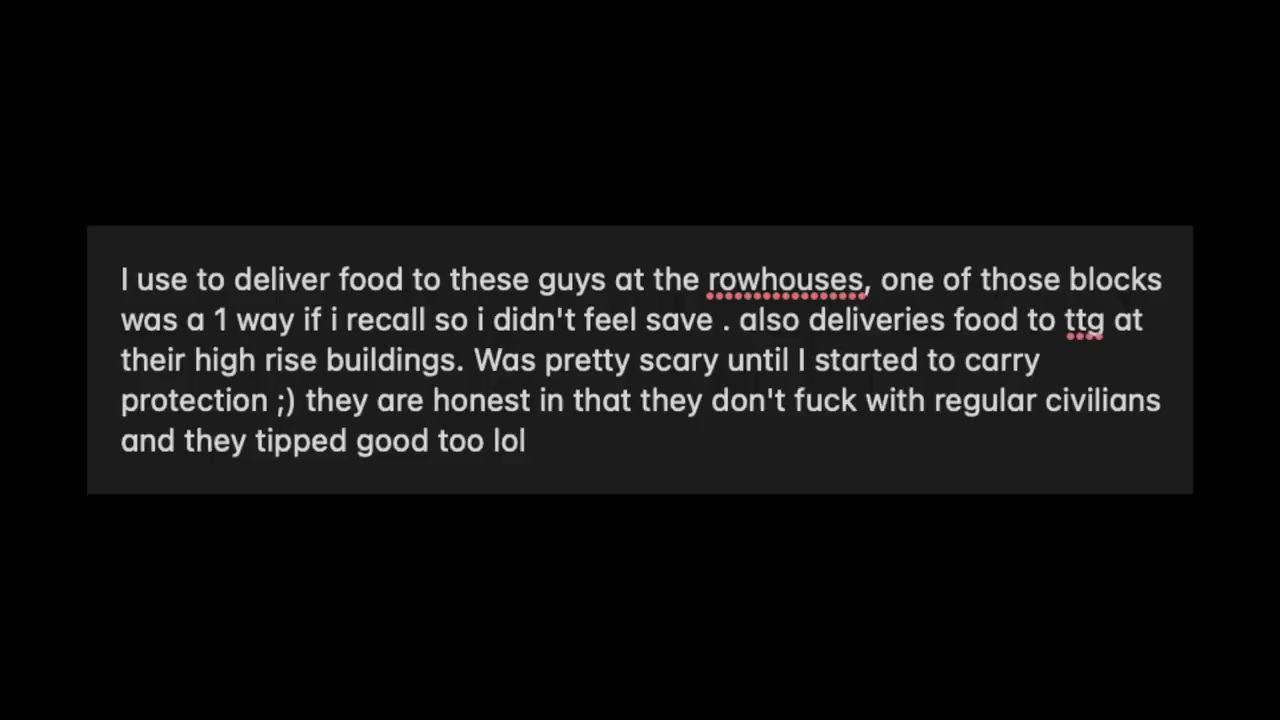 I use to deliver food to these guys at the rowhouses, one of those blocks
was a 1 way if i recall so i didn't feel save . also deliveries food to ttg at
their high rise buildings. Was pretty scary until I started to carry
protection ;) they are honest in that they don't fuck with regular civilians
and they tipped good too lol